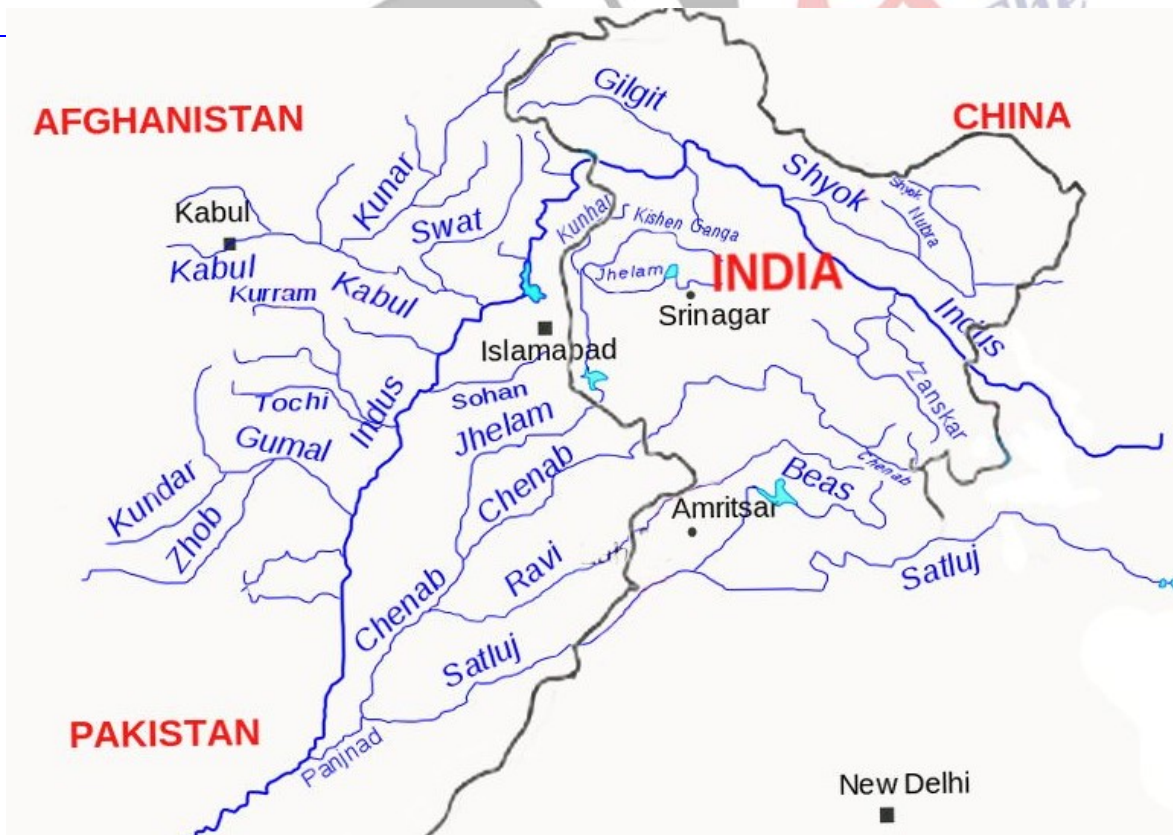 The
Gilgit
AFGHANISTAN
CHINA
Kunar
Shyok
Shyok
Nubra
Kabul
Swat
Kunhar
Kishen Ganga
Kabul
Kurram
Kabul
Jhelam
INDIA
Srinagar
Indus
Islamabad
Sohan
Tochi
Indus
Zanskar
Gumal
Jhelam
Chenab
Chenab
Beas
Kundar
Zhob
Amritsar
Ravi
Satluj
Chenab
Satluj
PAKISTAN
Panjnad
New Delhi